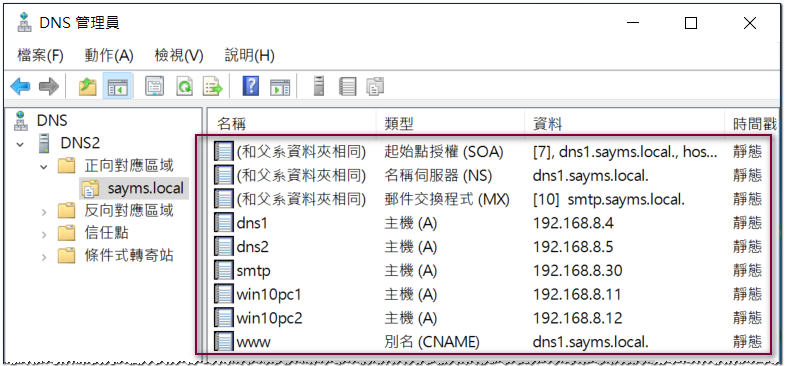 DNS 管理員
檔案(F) 動作(A) 檢視(V) 說明(H)
DNS
DNS2
正向對應區域
sayms.local
反向對應區域
信任點
條件式轉寄站
名稱 類型 資料 時間戳
(和父系資料夾相同) 起始點授權 (SOA) [7], dns1.sayms.local., hos... 靜態
(和父系資料夾相同) 名稱伺服器 (NS) dns1.sayms.local. 靜態
(和父系資料夾相同) 郵件交換程式 (MX) [10] smtp.sayms.local. 靜態
dns1 主機 (A) 192.168.8.4 靜態
dns2 主機 (A) 192.168.8.5 靜態
smtp 主機 (A) 192.168.8.30 靜態
win10pc1 主機 (A) 192.168.8.11 靜態
win10pc2 主機 (A) 192.168.8.12 靜態
www 別名 (CNAME) dns1.sayms.local. 靜態